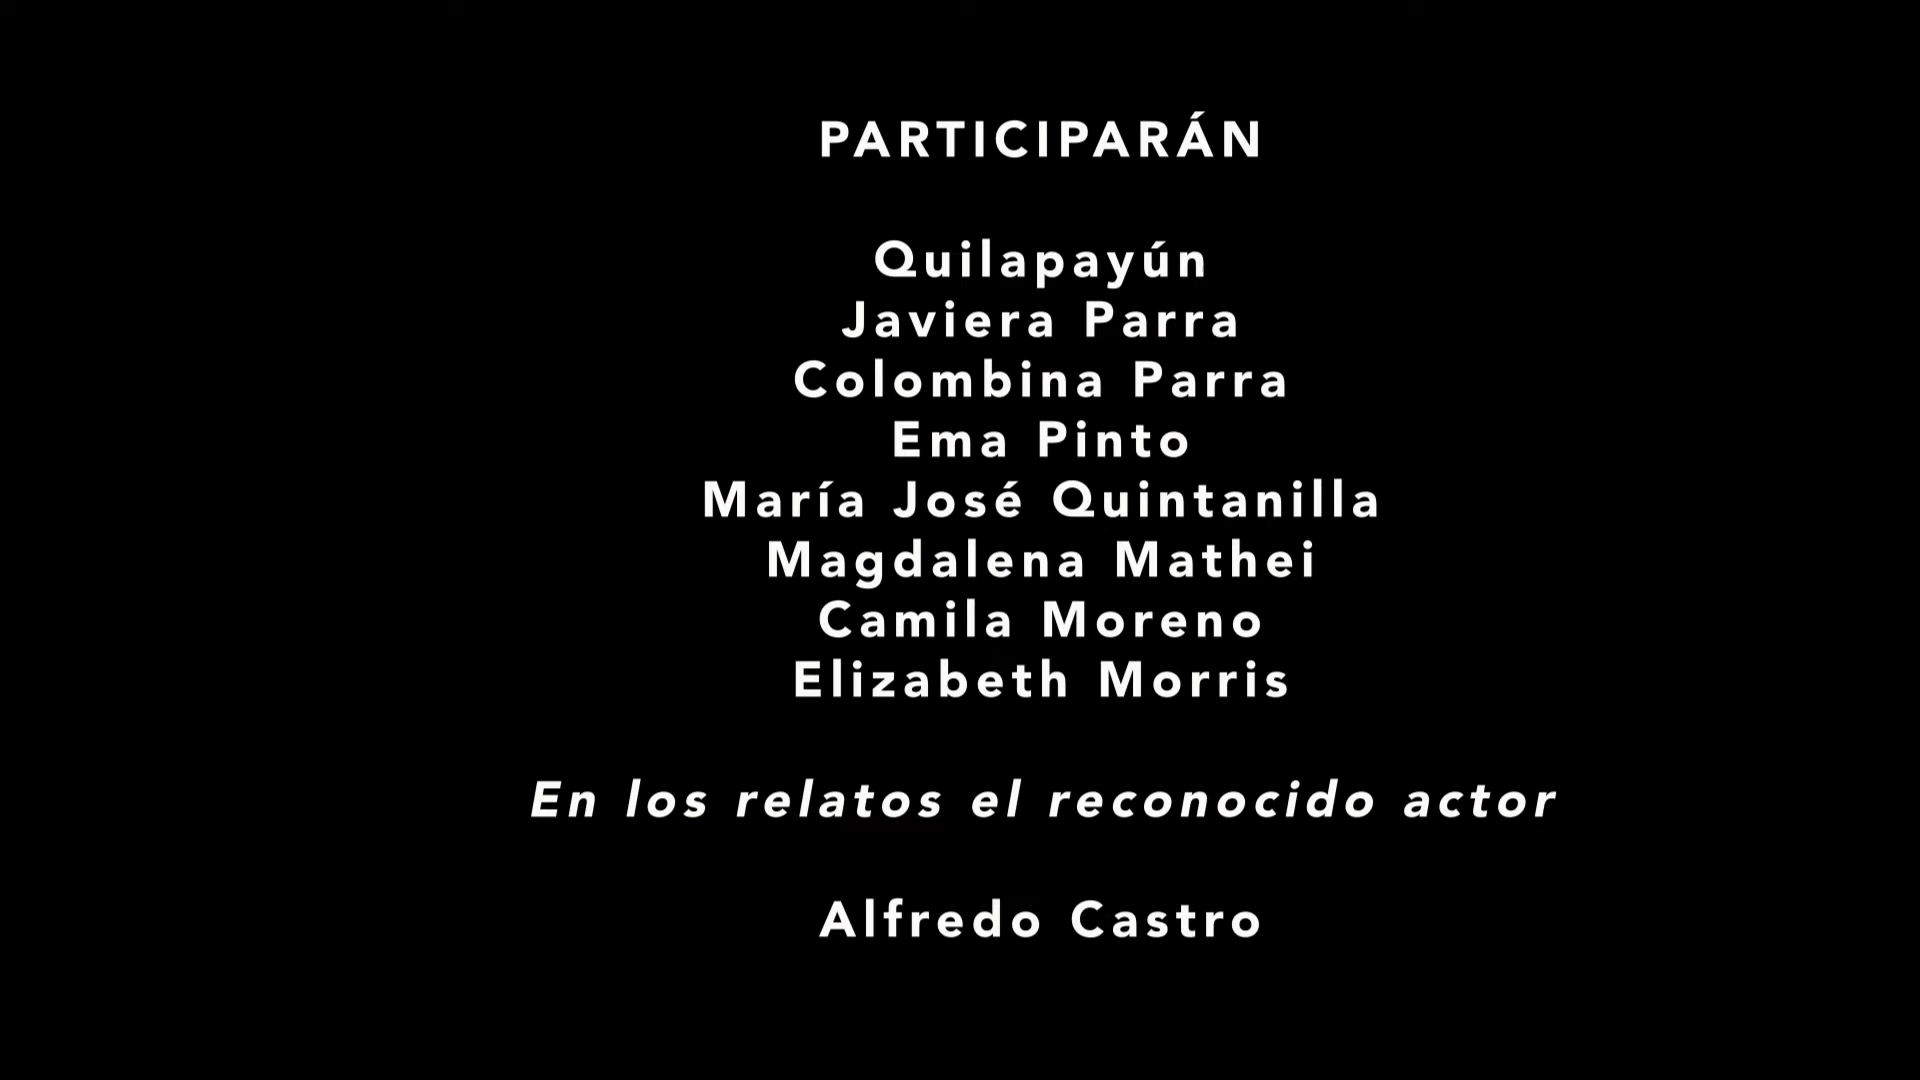 PARTICIPARÁN
Quilapayún
Javiera Parra
Colombina Parra
Ema Pinto
María José Quintanilla
Magdalena Mathei
Camila Moreno
Elizabeth Morris
En los relatos el reconocido actor
Alfredo Castro